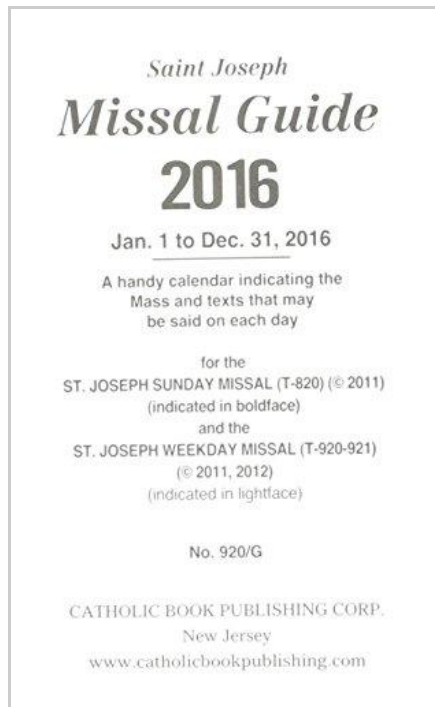 Saint Joseph
Missal Guide
2016
Jan. 1 to Dec. 31, 2016
A handy calendar indicating the
Mass and texts that may
be said on each day
for the
ST. JOSEPH SUNDAY MISSAL (T-820) (© 2011)
(indicated in boldface)
and the
ST. JOSEPH WEEKDAY MISSAL (T-920-921)
(© 2011, 2012)
(indicated in lightface)
No. 920/G
CATHOLIC BOOK PUBLISHING CORP.
New Jersey
www.catholicbookpublishing.com